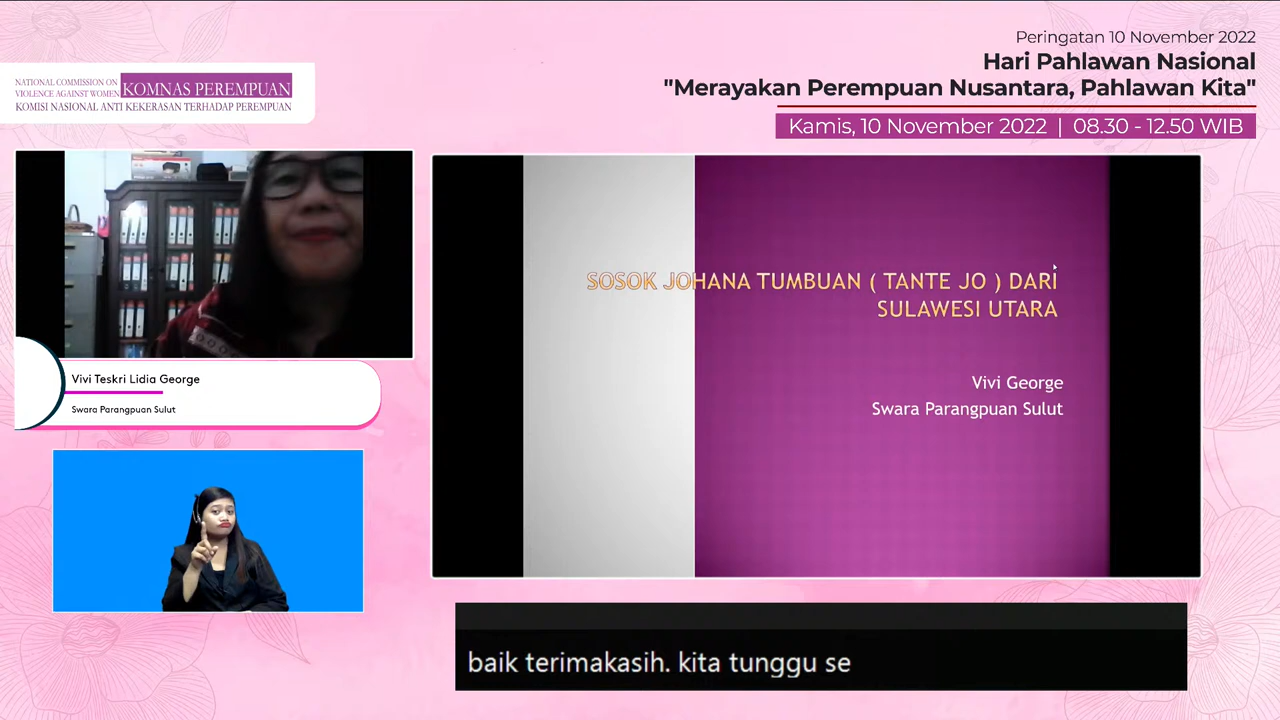 Peringatan 10 November 2022
Hari Pahlawan Nasional
"Merayakan Perempuan Nusantara, Pahlawan Kita"
Kamis, 10 November 2022 | 08.30 - 12.50 WIB
NATIONAL COMMISSION ON
VIOLENCE AGAINST WOMEN
KOMNAS PEREMPUAN
KOMISI NASIONAL ANTI KEKERASAN TERHADAP PEREMPUAN
SOSOK JOHANA TUMBUAN ( TANTE JO ) DARI
SULAWESI UTARA
Vivi George
Swara Parangpuan Sulut
Vivi Teskri Lidia George
Swara Parangpuan Sulut
baik terimakasih. kita tunggu se